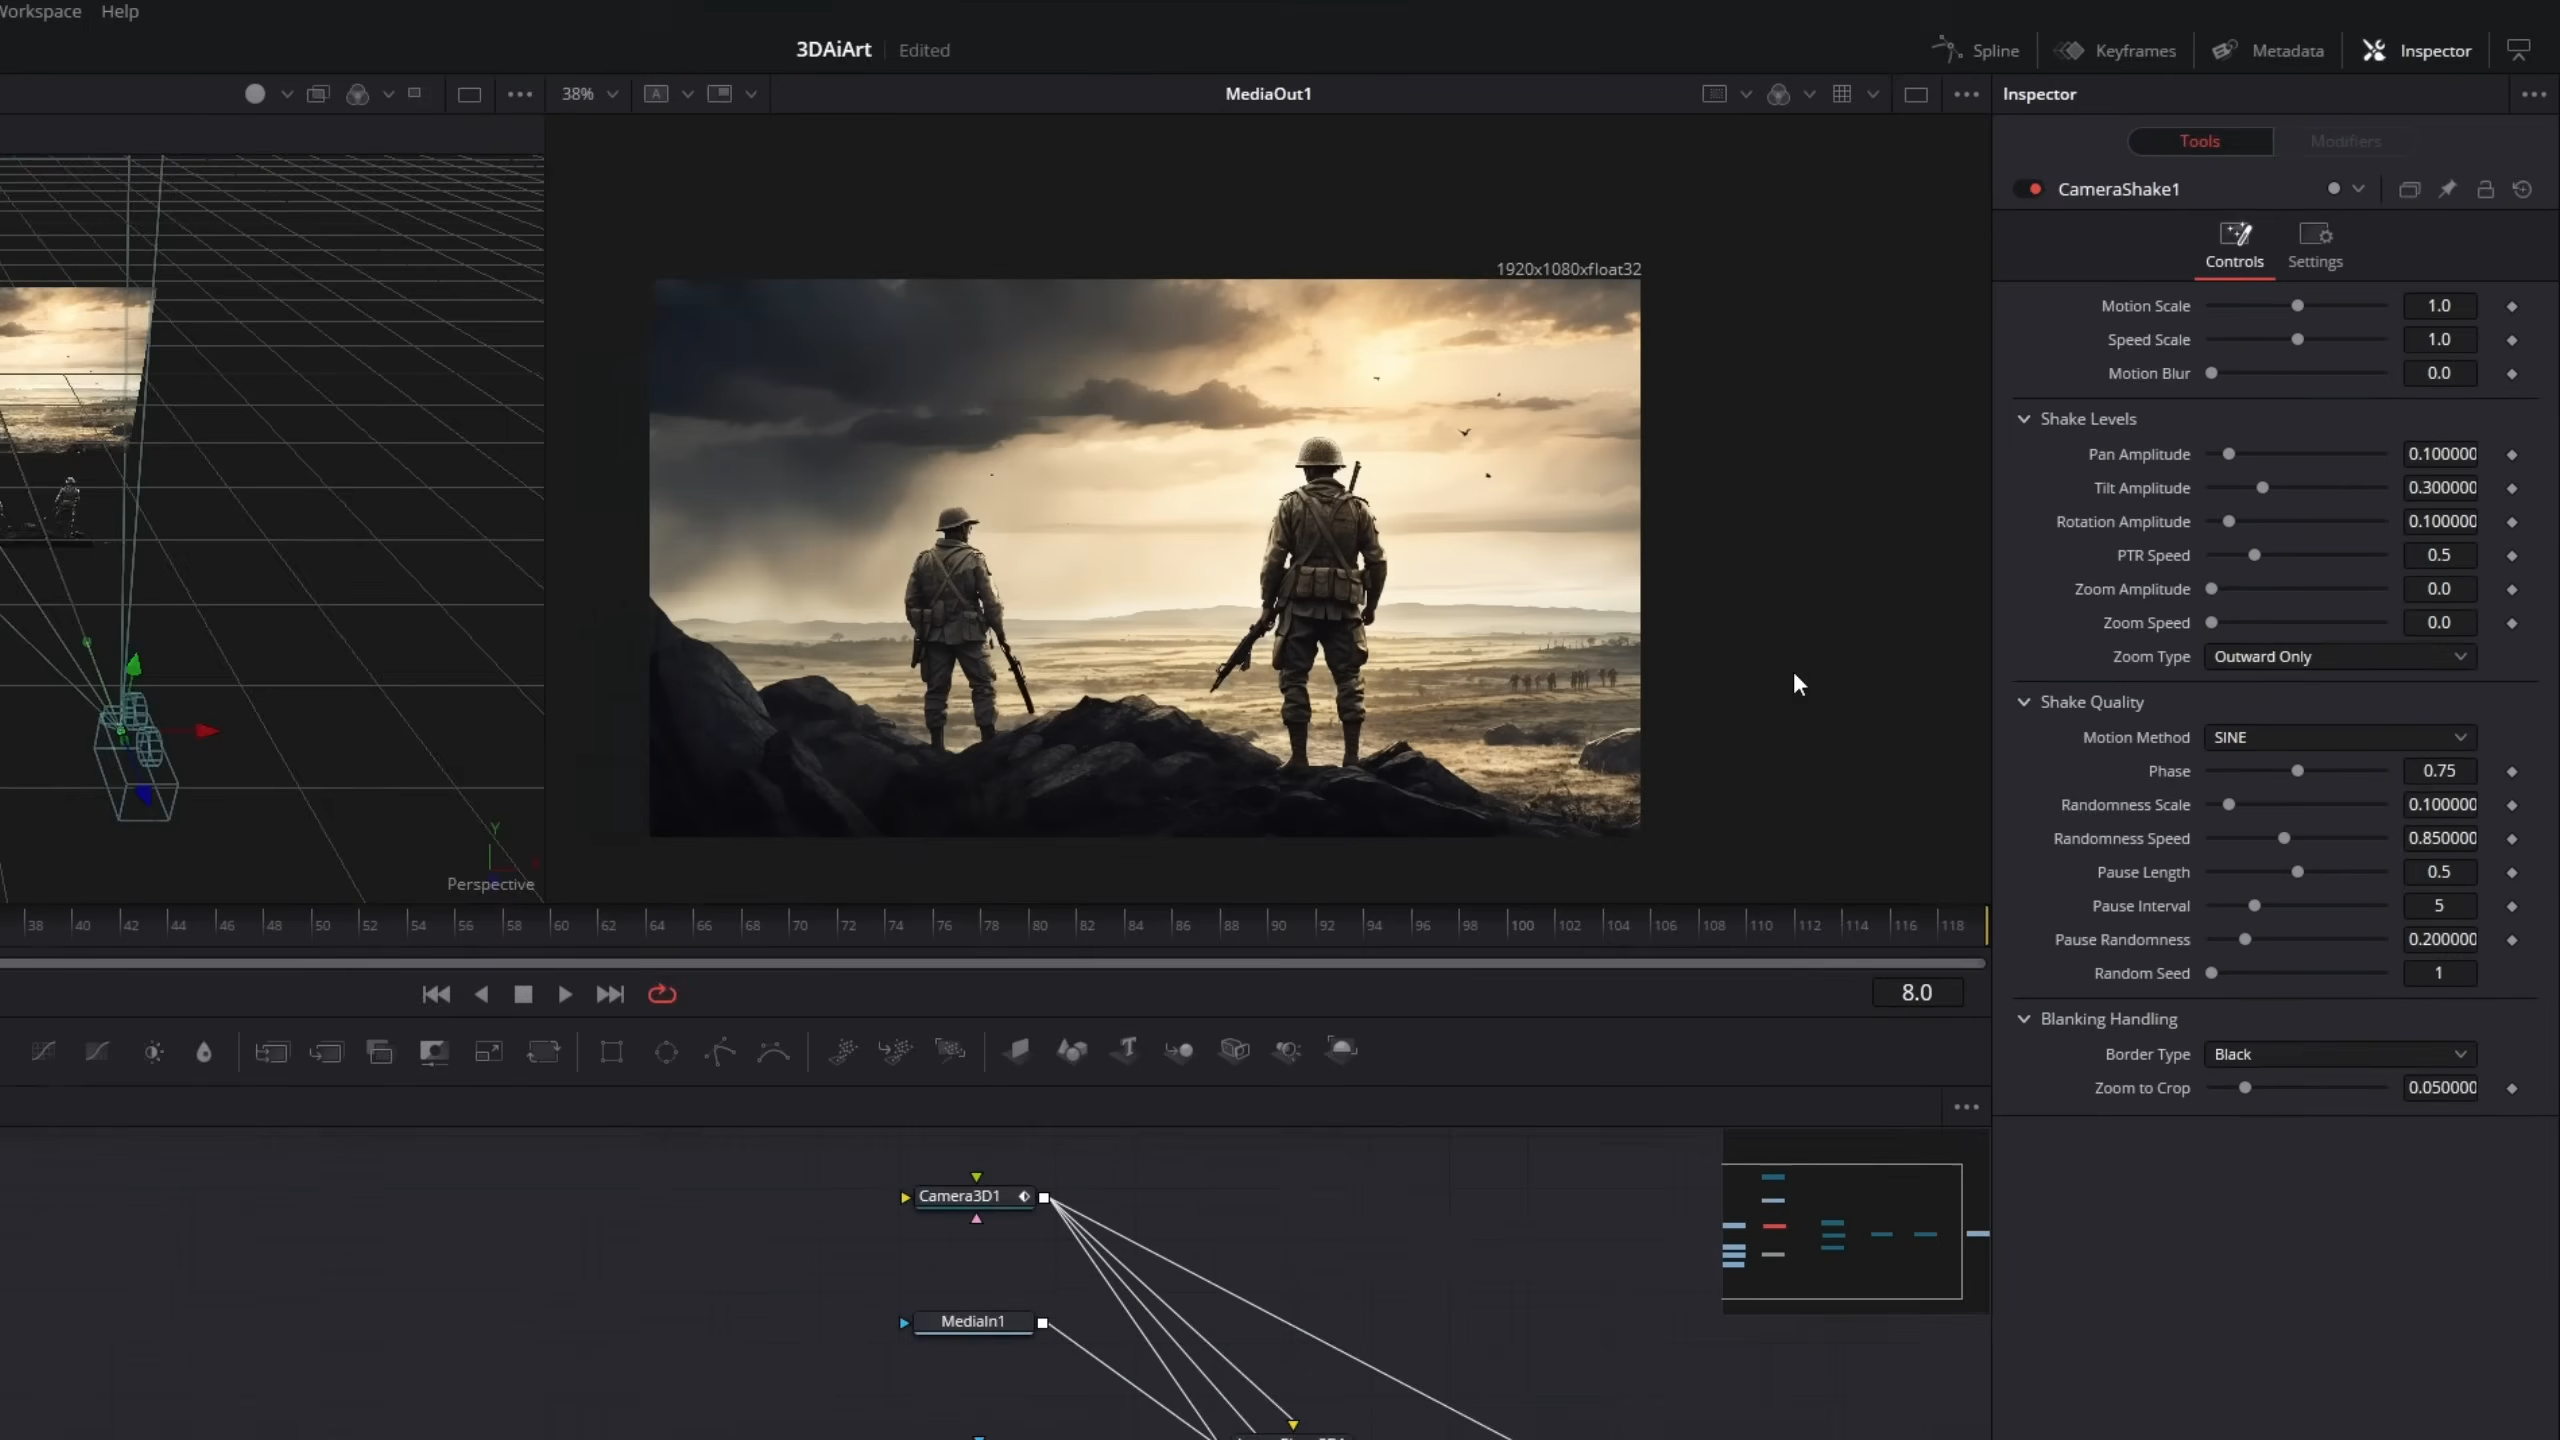 Workspace Help
3DAiArt Edited
Spline Keyframes Metadata Inspector
38% A MediaOut1
Inspector
Tools Modifiers
CameraShake1
Controls Settings
1920x1080xfloat32
Motion Scale 1.0
Speed Scale 1.0
Motion Blur 0.0
Shake Levels
Pan Amplitude 0.100000
Tilt Amplitude 0.300000
Rotation Amplitude 0.100000
PTR Speed 0.5
Zoom Amplitude 0.0
Zoom Speed 0.0
Zoom Type Outward Only
Shake Quality
Motion Method SINE
Phase 0.75
Randomness Scale 0.100000
Randomness Speed 0.850000
Pause Length 0.5
Pause Interval 5
Pause Randomness 0.200000
Random Seed 1
Blanking Handling
Border Type Black
Zoom to Crop 0.050000
Y
Perspective
38 40 42 44 46 48 50 52 54 56 58 60 62 64 66 68 70 72 74 76 78 80 82 84 86 88 90 92 94 96 98 100 102 104 106 108 110 112 114 116 118
8.0
T
Camera3D1
MediaIn1